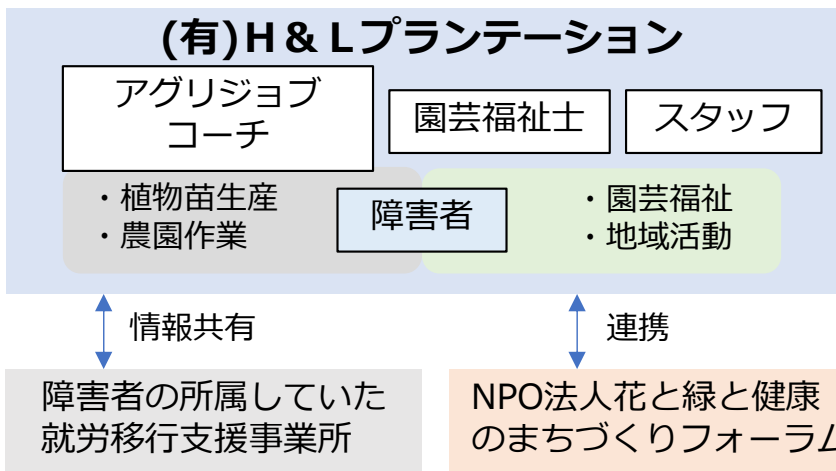 (有)H＆Lプランテーション
アグリジョブ
コーチ
園芸福祉士
スタッフ
・植物苗生産
・農園作業
障害者
・園芸福祉
・地域活動
情報共有
連携
障害者の所属していた
就労移行支援事業所
NPO法人花と緑と健康
のまちづくりフォーラム